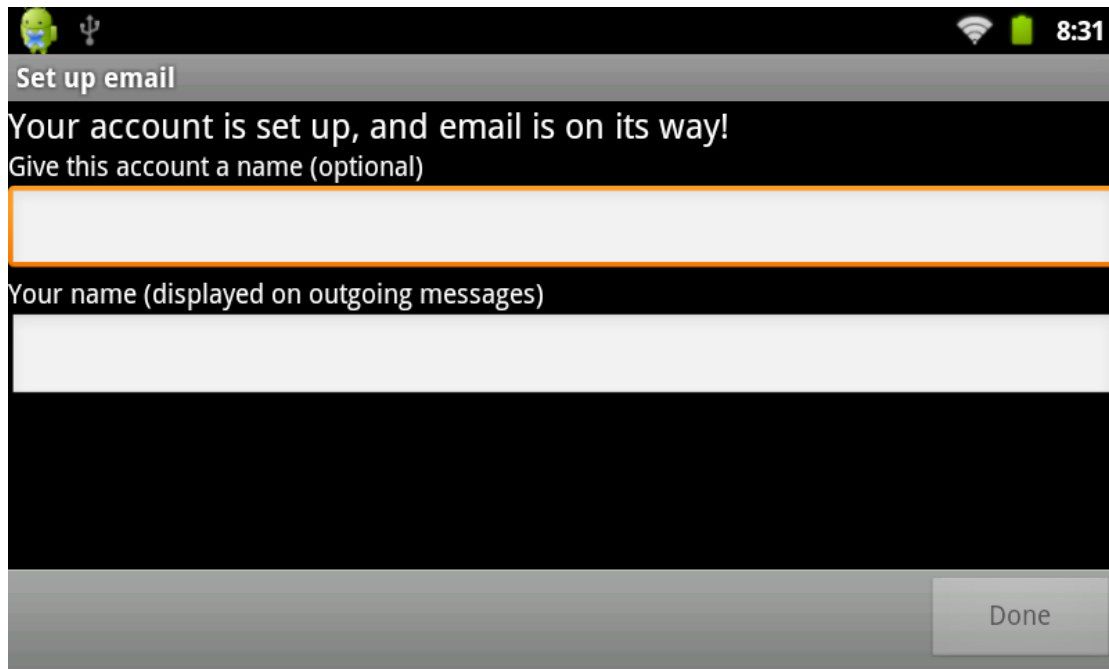 8:31
Set up email
Your account is set up, and email is on its way!
Give this account a name (optional)
Your name (displayed on outgoing messages)
Done